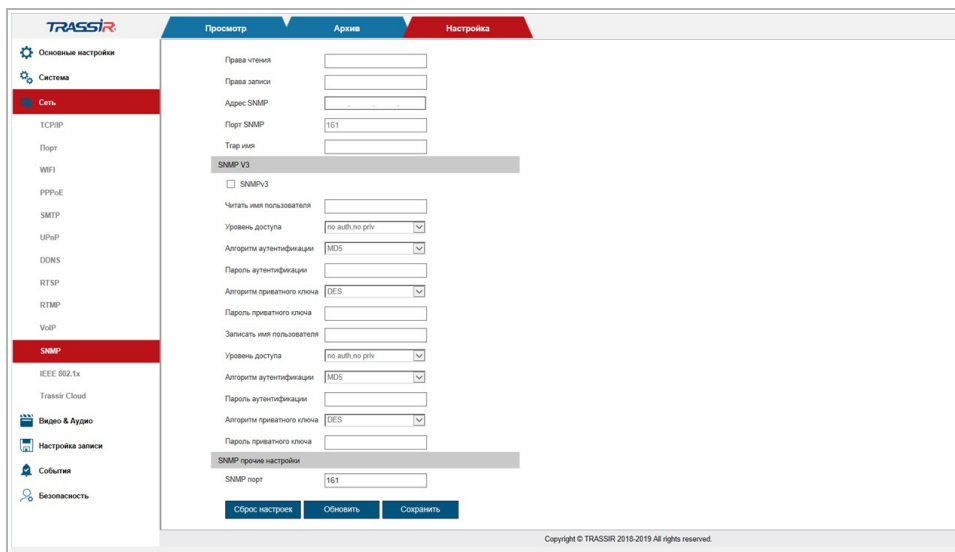 TRASSIR
Просмотр
Архив
Настройка
Основные настройки
Система
Сеть
TCP/IP
Порт
WIFI
PPPoE
SMTP
UPnP
DDNS
RTSP
RTMP
VoIP
SNMP
IEEE 802.1x
Trassir Cloud
Видео & Аудио
Настройка записи
События
Безопасность
Права чтения
Права записи
Адрес SNMP . . .
Порт SNMP 161
Trap имя
SNMP V3
SNMPv3
Читать имя пользователя
Уровень доступа no auth,no priv
Алгоритм аутентификации MD5
Пароль аутентификации
Алгоритм приватного ключа DES
Пароль приватного ключа
Записать имя пользователя
Уровень доступа no auth,no priv
Алгоритм аутентификации MD5
Пароль аутентификации
Алгоритм приватного ключа DES
Пароль приватного ключа
SNMP прочие настройки
SNMP порт 161
Сброс настроек
Обновить
Сохранить
Copyright © TRASSIR 2018-2019 All rights reserved.